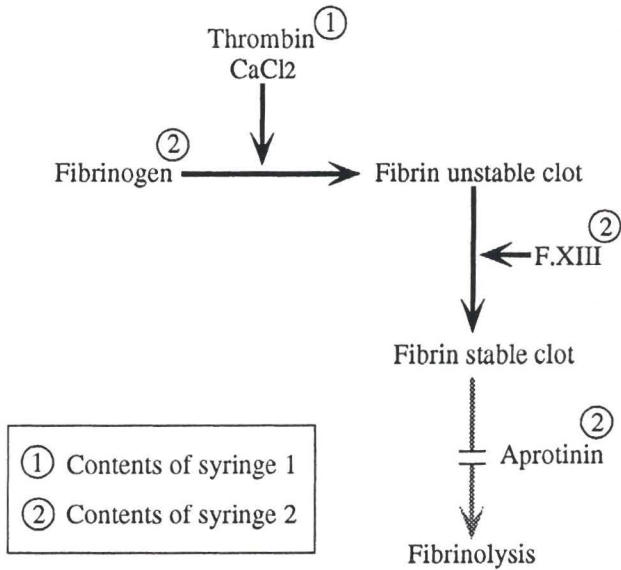 Thrombin ①
CaCl2
Fibrinogen ② Fibrin unstable clot
② F.XIII
Fibrin stable clot
② Aprotinin
① Contents of syringe 1
② Contents of syringe 2
Fibrinolysis